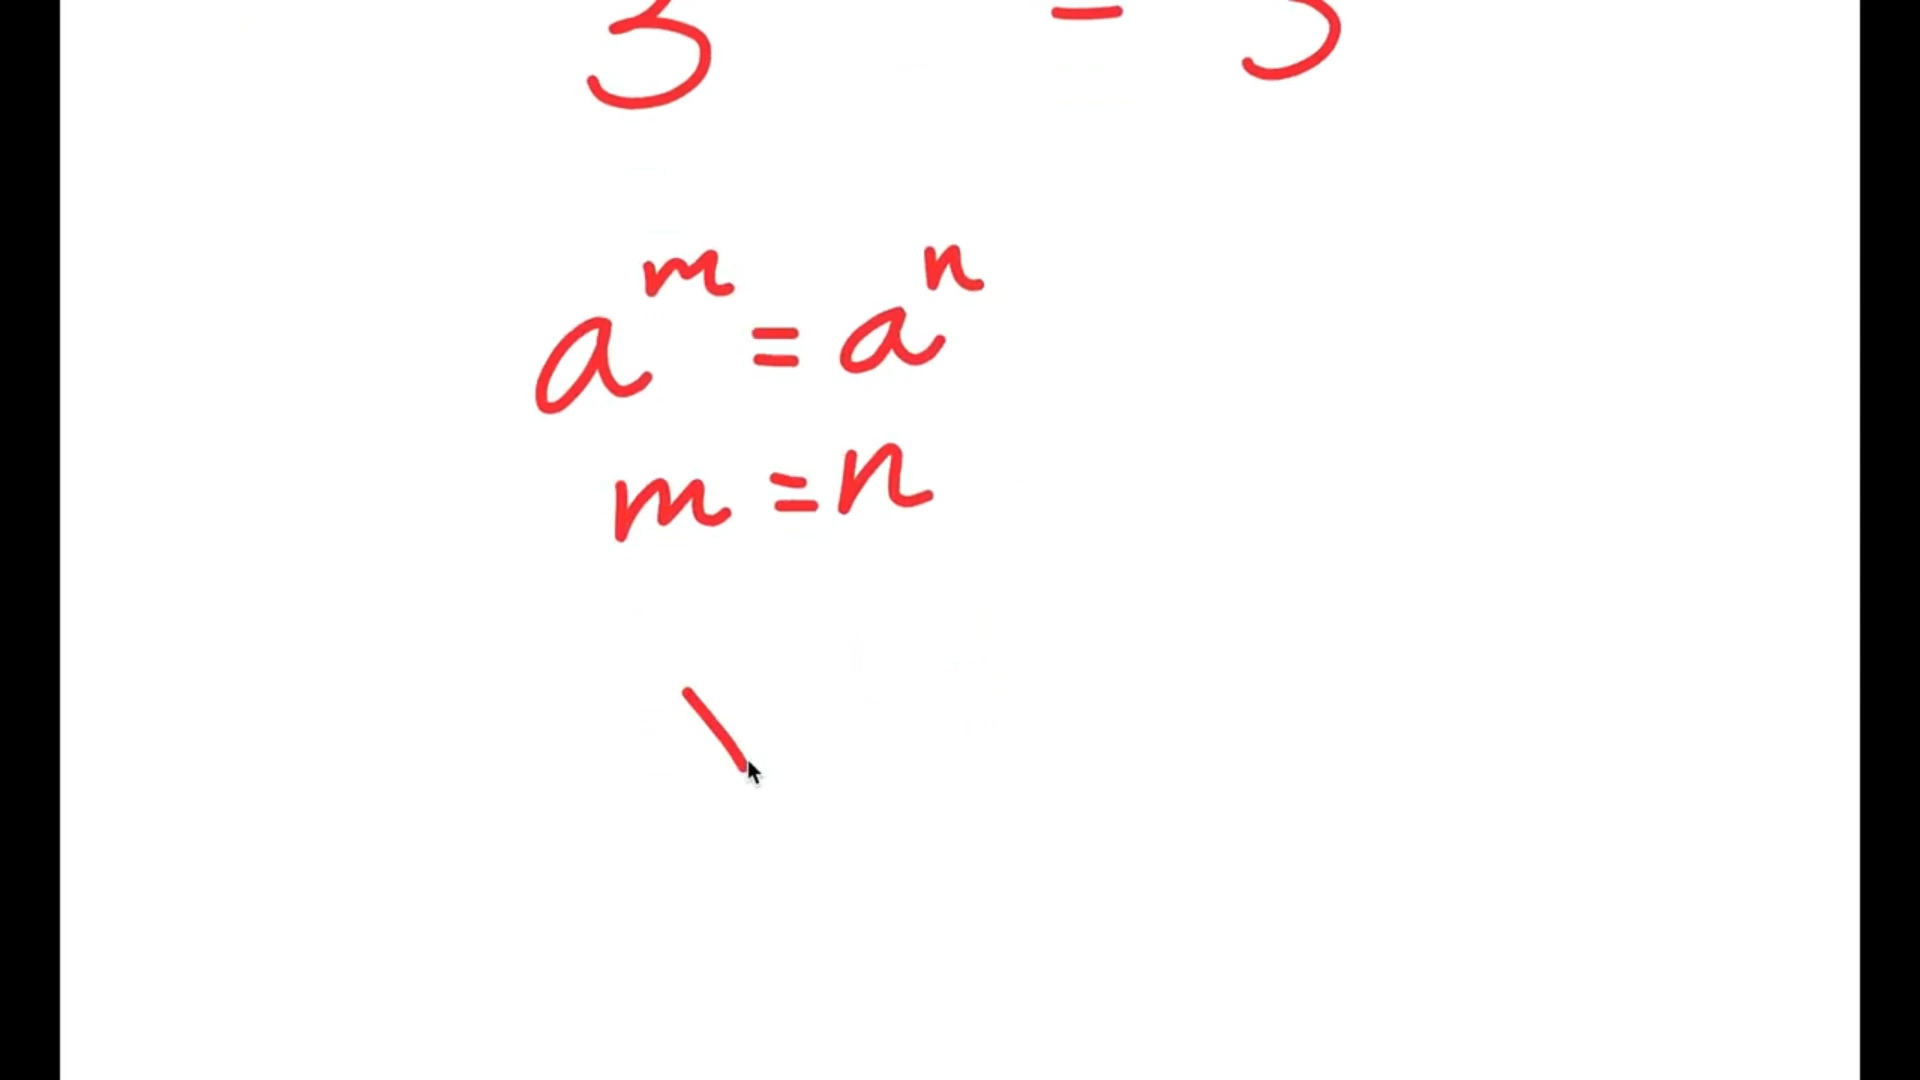 3 = 3
a^m = a^n
m = n